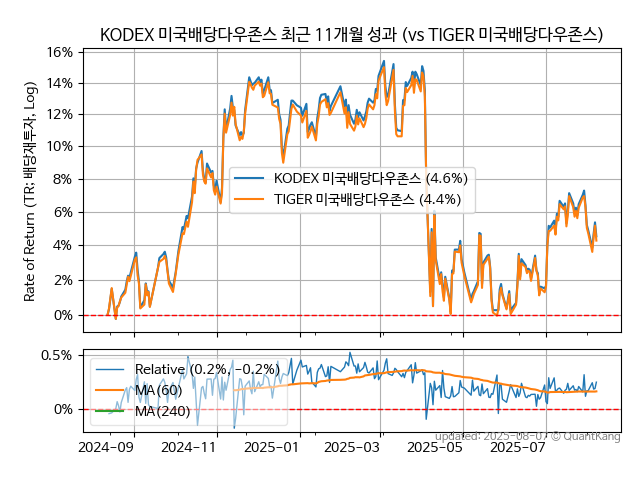 KODEX 미국배당다우존스 최근 11개월 성과 (vs TIGER 미국배당다우존스)
Rate of Return (TR: 배당재투자, Log)
16%
14%
12%
10%
8%
6%
4%
2%
0%
KODEX 미국배당다우존스 (4.6%)
TIGER 미국배당다우존스 (4.4%)
0.5%
0%
Relative (0.2%, −0.2%)
MA(60)
MA(240)
2024-09
2024-11
2025-01
2025-03
2025-05
2025-07
updated: 2025-08-07 © QuantKang